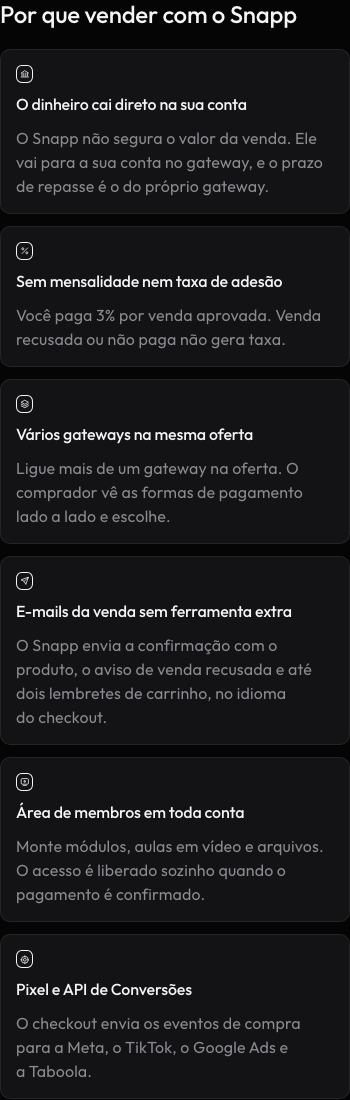 Por que vender com o Snapp
O dinheiro cai direto na sua conta
O Snapp não segura o valor da venda. Ele
vai para a sua conta no gateway, e o prazo
de repasse é o do próprio gateway.
Sem mensalidade nem taxa de adesão
Você paga 3% por venda aprovada. Venda
recusada ou não paga não gera taxa.
Vários gateways na mesma oferta
Ligue mais de um gateway na oferta. O
comprador vê as formas de pagamento
lado a lado e escolhe.
E-mails da venda sem ferramenta extra
O Snapp envia a confirmação com o
produto, o aviso de venda recusada e até
dois lembretes de carrinho, no idioma
do checkout.
Área de membros em toda conta
Monte módulos, aulas em vídeo e arquivos.
O acesso é liberado sozinho quando o
pagamento é confirmado.
Pixel e API de Conversões
O checkout envia os eventos de compra
para a Meta, o TikTok, o Google Ads e
a Taboola.